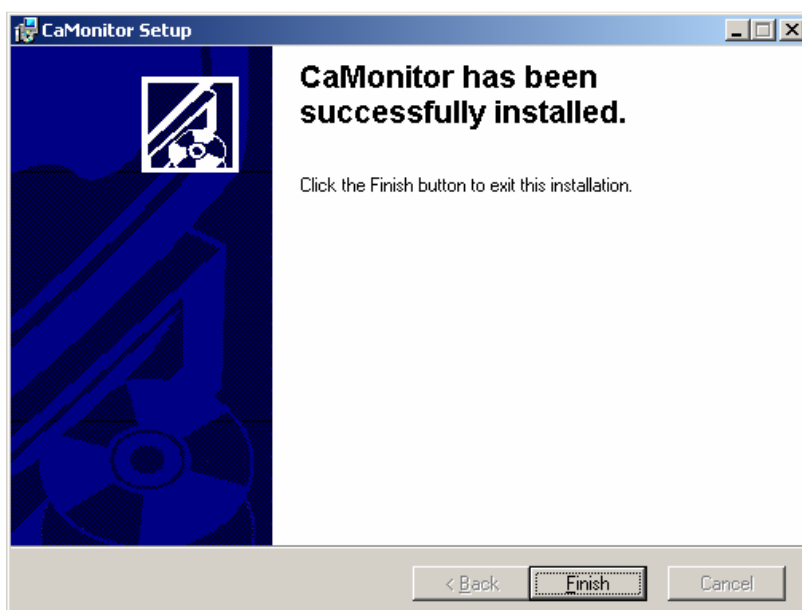 CaMonitor Setup
CaMonitor has been
successfully installed.
Click the Finish button to exit this installation.
< Back
Finish
Cancel